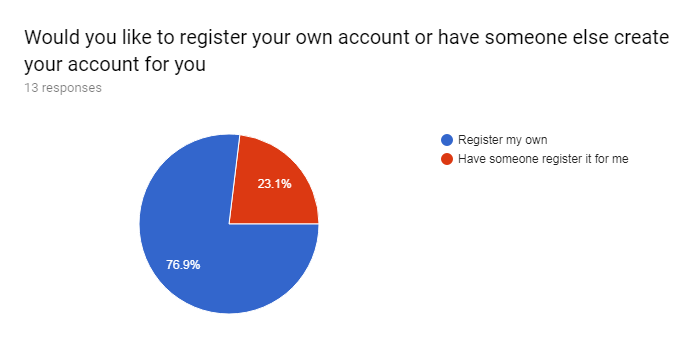 Would you like to register your own account or have someone else create
your account for you
13 responses
Register my own
Have someone register it for me
23.1%
76.9%